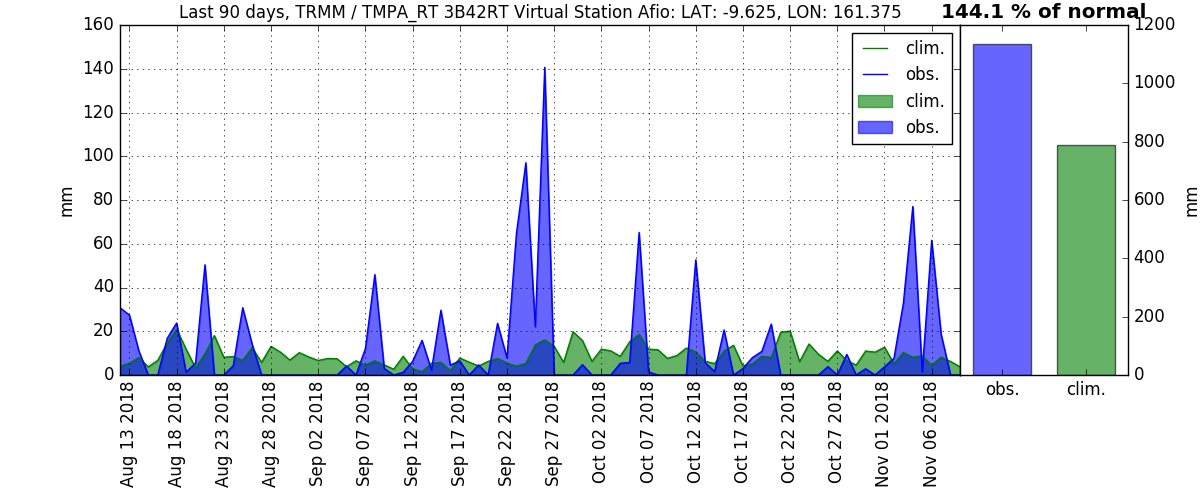 Last 90 days, TRMM / TMPA_RT 3B42RT Virtual Station Afio: LAT: -9.625, LON: 161.375
144.1 % of normal
160
140
120
100
80
60
40
20
0
mm
clim.
obs.
clim.
obs.
1200
1000
800
600
400
200
0
mm
obs.
clim.
Aug 13 2018
Aug 18 2018
Aug 23 2018
Aug 28 2018
Sep 02 2018
Sep 07 2018
Sep 12 2018
Sep 17 2018
Sep 22 2018
Sep 27 2018
Oct 02 2018
Oct 07 2018
Oct 12 2018
Oct 17 2018
Oct 22 2018
Oct 27 2018
Nov 01 2018
Nov 06 2018